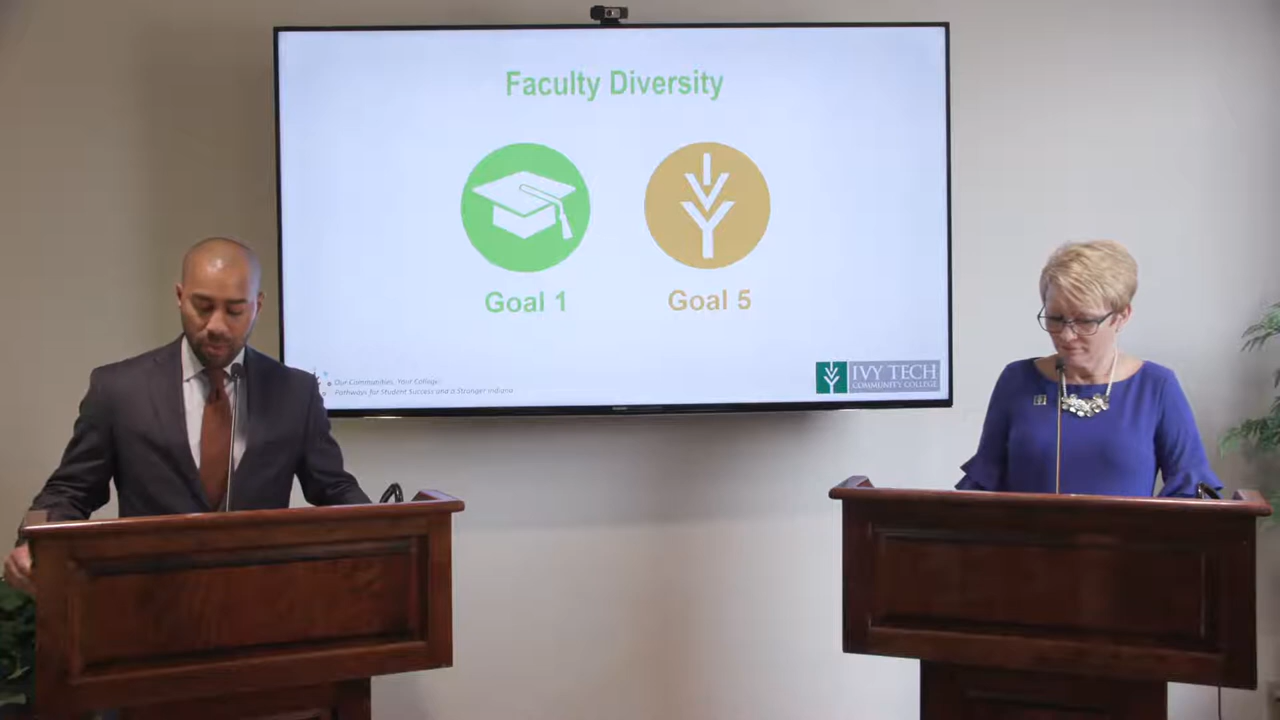 Faculty Diversity
Goal 1
Goal 5
Our Communities, Your College:
Pathways for Student Success and a Stronger Indiana
IVY TECH
COMMUNITY COLLEGE